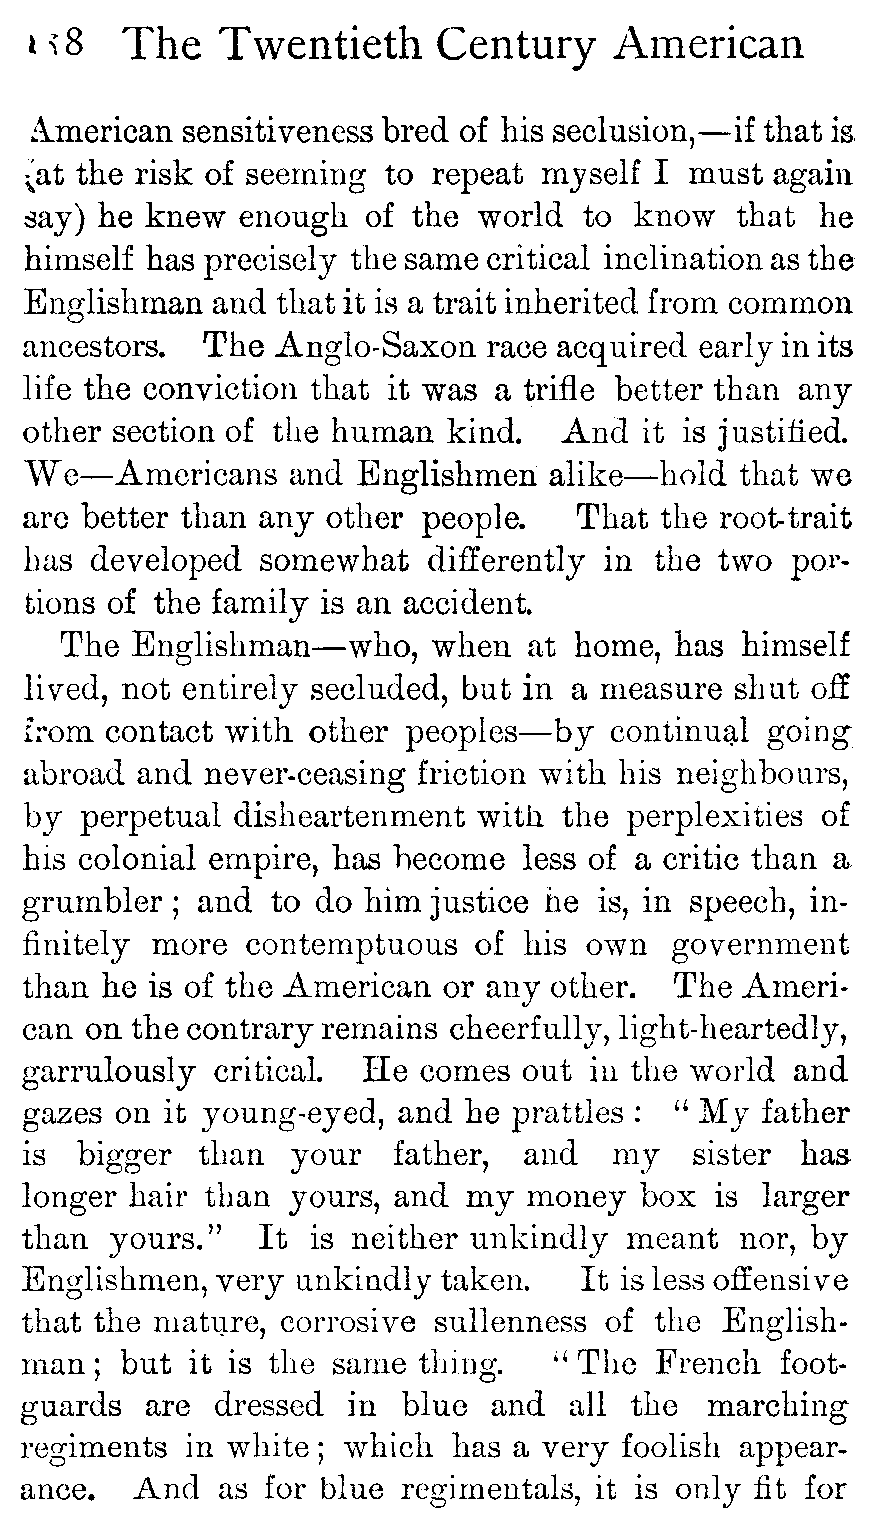 158 The Twentieth Century American
American sensitiveness bred of his seclusion,—if that is
(at the risk of seeming to repeat myself I must again
say) he knew enough of the world to know that he
himself has precisely the same critical inclination as the
Englishman and that it is a trait inherited from common
ancestors. The Anglo-Saxon race acquired early in its
life the conviction that it was a trifle better than any
other section of the human kind. And it is justified.
We—Americans and Englishmen alike—hold that we
are better than any other people. That the root-trait
has developed somewhat differently in the two por-
tions of the family is an accident.
The Englishman—who, when at home, has himself
lived, not entirely secluded, but in a measure shut off
from contact with other peoples—by continual going
abroad and never-ceasing friction with his neighbours,
by perpetual disheartenment with the perplexities of
his colonial empire, has become less of a critic than a
grumbler; and to do him justice he is, in speech, in-
finitely more contemptuous of his own government
than he is of the American or any other. The Ameri-
can on the contrary remains cheerfully, light-heartedly,
garrulously critical. He comes out in the world and
gazes on it young-eyed, and he prattles: "My father
is bigger than your father, and my sister has
longer hair than yours, and my money box is larger
than yours." It is neither unkindly meant nor, by
Englishmen, very unkindly taken. It is less offensive
that the mature, corrosive sullenness of the English-
man; but it is the same thing. "The French foot-
guards are dressed in blue and all the marching
regiments in white; which has a very foolish appear-
ance. And as for blue regimentals, it is only fit for